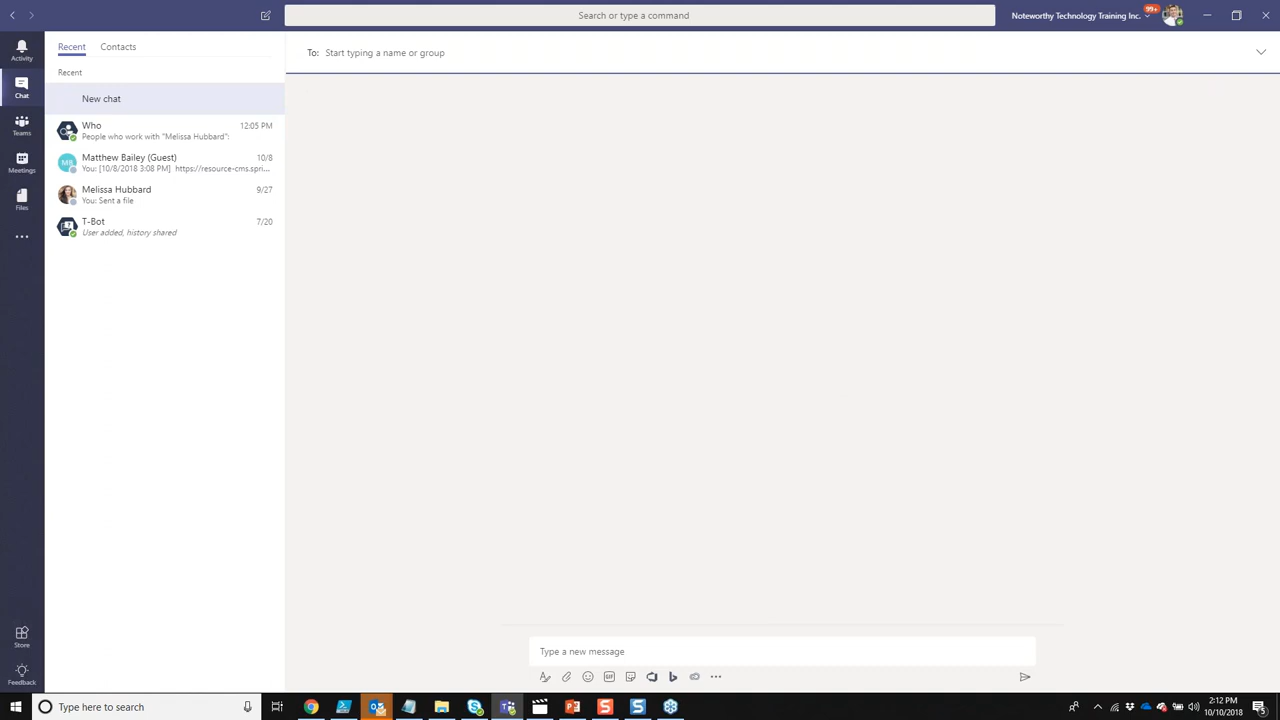 Search or type a command
Noteworthy Technology Training Inc.
99+
Activity
Chat
Teams
Meetings
Files
Store
Feedback
Recent
Contacts
Recent
New chat
Who 12:05 PM
People who work with "Melissa Hubbard":
MB
Matthew Bailey (Guest) 10/8
You: [10/8/2018 3:08 PM] https://resource-cms.spri...
Melissa Hubbard 9/27
You: Sent a file
T-Bot 7/20
User added, history shared
To: Start typing a name or group
Type a new message
GIF
Type here to search
2:12 PM
10/10/2018